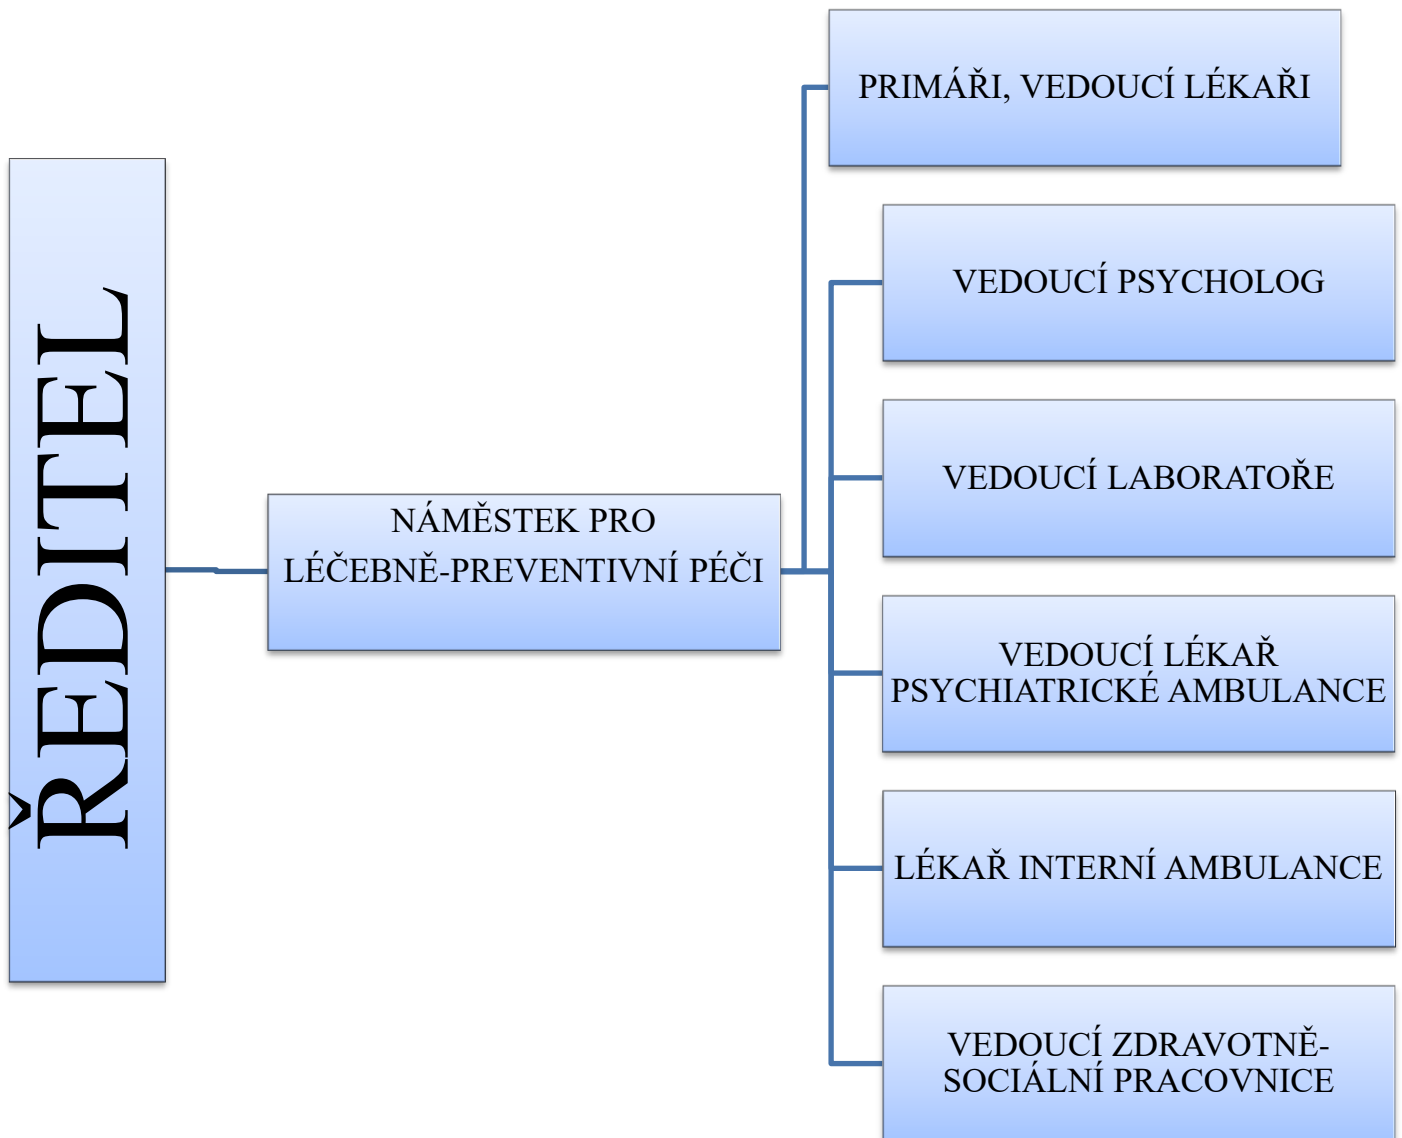 ŘEDITEL
NÁMĚSTEK PRO
LÉČEBNĚ-PREVENTIVNÍ PÉČI
PRIMÁŘI, VEDOUCÍ LÉKAŘI
VEDOUCÍ PSYCHOLOG
VEDOUCÍ LABORATOŘE
VEDOUCÍ LÉKAŘ
PSYCHIATRICKÉ AMBULANCE
LÉKAŘ INTERNÍ AMBULANCE
VEDOUCÍ ZDRAVOTNĚ-
SOCIÁLNÍ PRACOVNICE